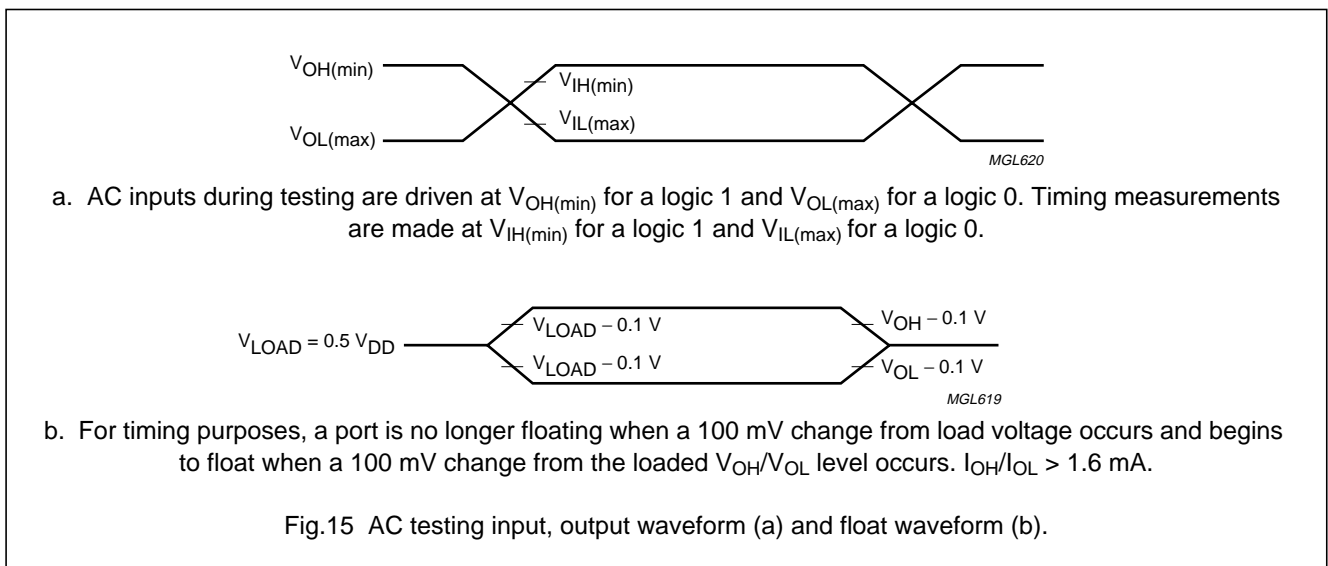 VOH(min)
VIH(min)
VIL(max)
VOL(max)
MGL620
a. AC inputs during testing are driven at VOH(min) for a logic 1 and VOL(max) for a logic 0. Timing measurements
are made at VIH(min) for a logic 1 and VIL(max) for a logic 0.
VLOAD − 0.1 V
VOH − 0.1 V
VLOAD = 0.5 VDD
VLOAD − 0.1 V
VOL − 0.1 V
MGL619
b. For timing purposes, a port is no longer floating when a 100 mV change from load voltage occurs and begins
to float when a 100 mV change from the loaded VOH/VOL level occurs. IOH/IOL > 1.6 mA.
Fig.15 AC testing input, output waveform (a) and float waveform (b).